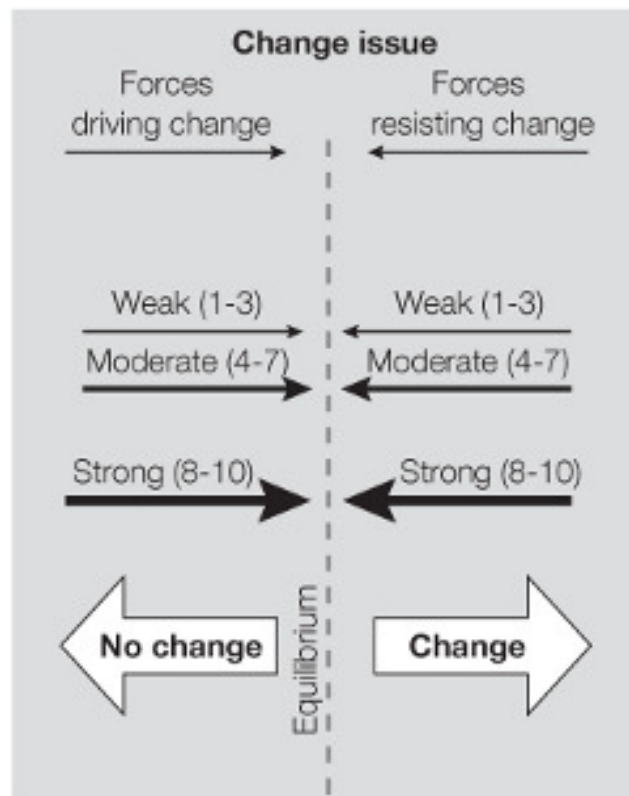 Change issue
Forces
driving change
Forces
resisting change
Weak (1-3)
Weak (1-3)
Moderate (4-7)
Moderate (4-7)
Strong (8-10)
Strong (8-10)
No change
Equilibrium
Change